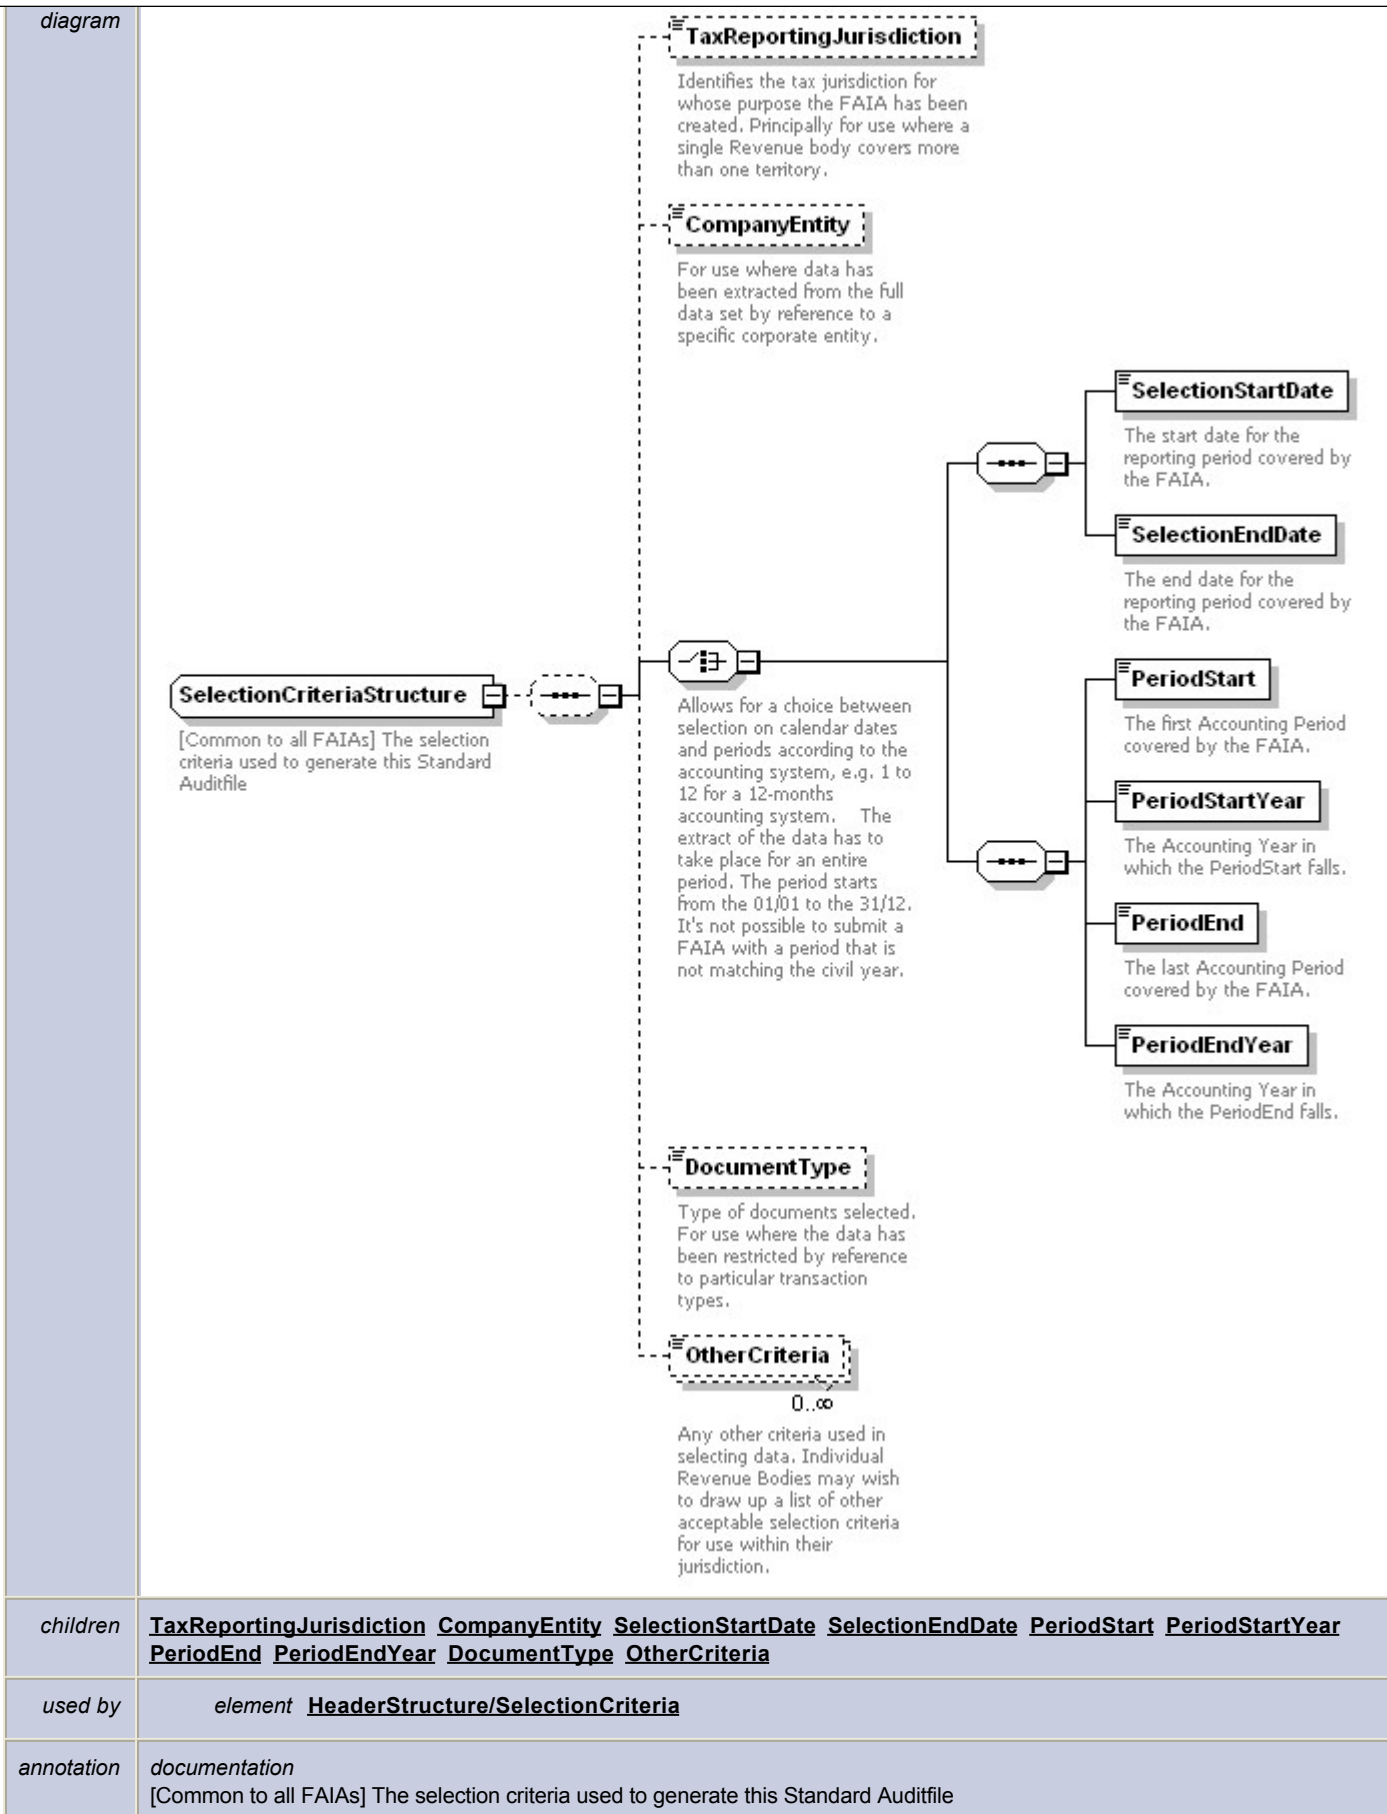 diagram
TaxReportingJurisdiction
Identifies the tax jurisdiction for
whose purpose the FAIA has been
created. Principally for use where a
single Revenue body covers more
than one territory.
CompanyEntity
For use where data has
been extracted from the full
data set by reference to a
specific corporate entity.
SelectionStartDate
The start date for the
reporting period covered by
the FAIA.
SelectionEndDate
The end date for the
reporting period covered by
the FAIA.
SelectionCriteriaStructure
[Common to all FAIAs] The selection
criteria used to generate this Standard
Auditfile
Allows for a choice between
selection on calendar dates
and periods according to the
accounting system, e.g. 1 to
12 for a 12-months
accounting system. The
extract of the data has to
take place for an entire
period. The period starts
from the 01/01 to the 31/12.
It's not possible to submit a
FAIA with a period that is
not matching the civil year.
PeriodStart
The first Accounting Period
covered by the FAIA.
PeriodStartYear
The Accounting Year in
which the PeriodStart falls.
PeriodEnd
The last Accounting Period
covered by the FAIA.
PeriodEndYear
The Accounting Year in
which the PeriodEnd falls.
DocumentType
Type of documents selected.
For use where the data has
been restricted by reference
to particular transaction
types.
OtherCriteria
0..∞
Any other criteria used in
selecting data. Individual
Revenue Bodies may wish
to draw up a list of other
acceptable selection criteria
for use within their
jurisdiction.
children TaxReportingJurisdiction CompanyEntity SelectionStartDate SelectionEndDate PeriodStart PeriodStartYear
PeriodEnd PeriodEndYear DocumentType OtherCriteria
used by element HeaderStructure/SelectionCriteria
annotation documentation
[Common to all FAIAs] The selection criteria used to generate this Standard Auditfile